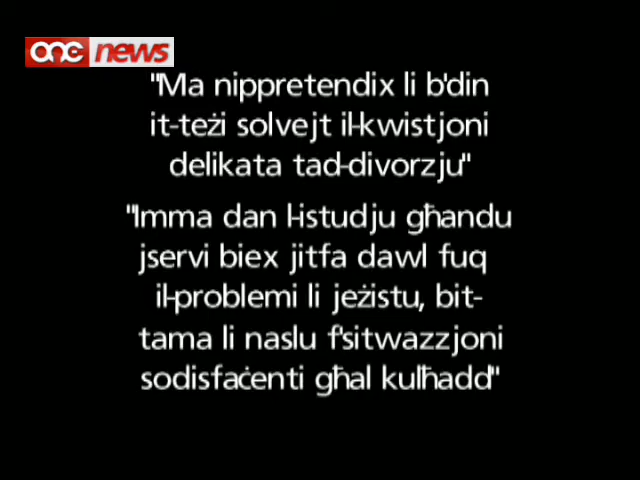 one news
"Ma nippretendix li b'din
it-teżi solvejt il-kwistjoni
delikata tad-divorzju"
"Imma dan l-istudju għandu
jservi biex jitfa dawl fuq
il-problemi li jeżistu, bit-
tama li naslu f'sitwazzjoni
sodisfaċenti għal kulħadd"